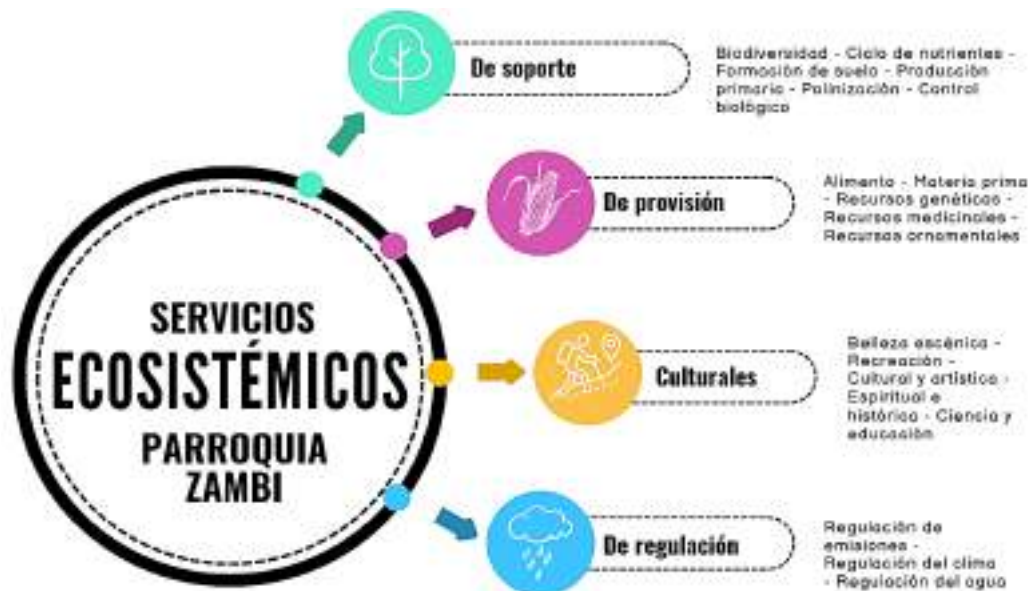 SERVICIOS
ECOSISTÉMICOS
PARROQUIA
ZAMBI
De soporte
Biodiversidad - Ciclo de nutrientes -
Formación de suelo - Producción
primaria - Polinización - Control
biológico
De provisión
Alimento - Materia prima
- Recursos genéticos -
Recursos medicinales -
Recursos ornamentales
Culturales
Belleza escénica -
Recreación -
Cultural y artística -
Espiritual e
histórica - Ciencia y
educación
De regulación
Regulación de
emisiones -
Regulación del clima
- Regulación del agua